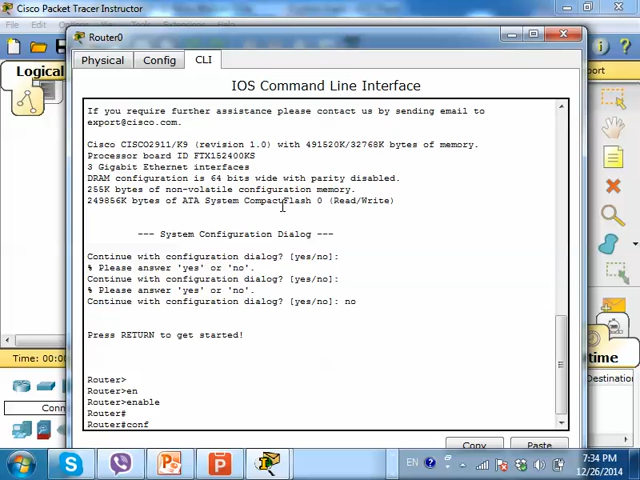 Cisco Packet Tracer Instructor
File Edit
Router0
Physical Config CLI
Logical
IOS Command Line Interface
If you require further assistance please contact us by sending email to
export@cisco.com.
Cisco CISCO2911/K9 (revision 1.0) with 491520K/32768K bytes of memory.
Processor board ID FTX152400KS
3 Gigabit Ethernet interfaces
DRAM configuration is 64 bits wide with parity disabled.
255K bytes of non-volatile configuration memory.
249856K bytes of ATA System CompactFlash 0 (Read/Write)
--- System Configuration Dialog ---
Continue with configuration dialog? [yes/no]:
% Please answer 'yes' or 'no'.
Continue with configuration dialog? [yes/no]:
% Please answer 'yes' or 'no'.
Continue with configuration dialog? [yes/no]: no
Press RETURN to get started!
Router>
Router>en
Router>enable
Router#
Router#conf
Time: 00:0
time
Destination
Conn
Copy Paste
EN
7:34 PM
12/26/2014